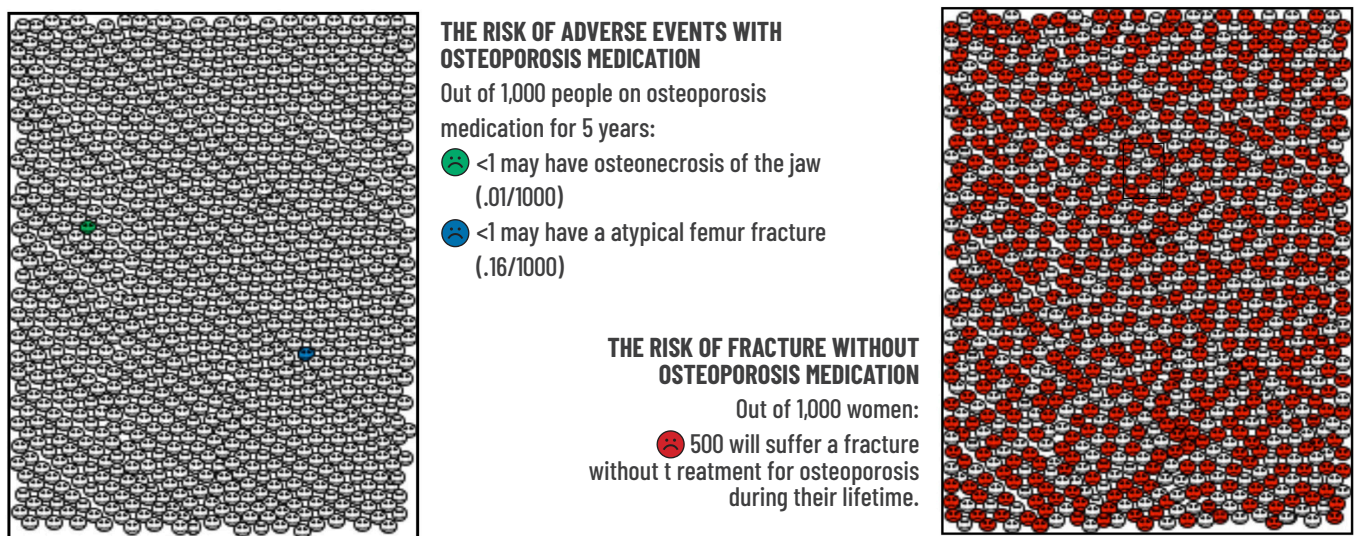 THE RISK OF ADVERSE EVENTS WITH
OSTEOPOROSIS MEDICATION
Out of 1,000 people on osteoporosis
medication for 5 years:
<1 may have osteonecrosis of the jaw
(.01/1000)
<1 may have a atypical femur fracture
(.16/1000)
THE RISK OF FRACTURE WITHOUT
OSTEOPOROSIS MEDICATION
Out of 1,000 women:
500 will suffer a fracture
without t reatment for osteoporosis
during their lifetime.